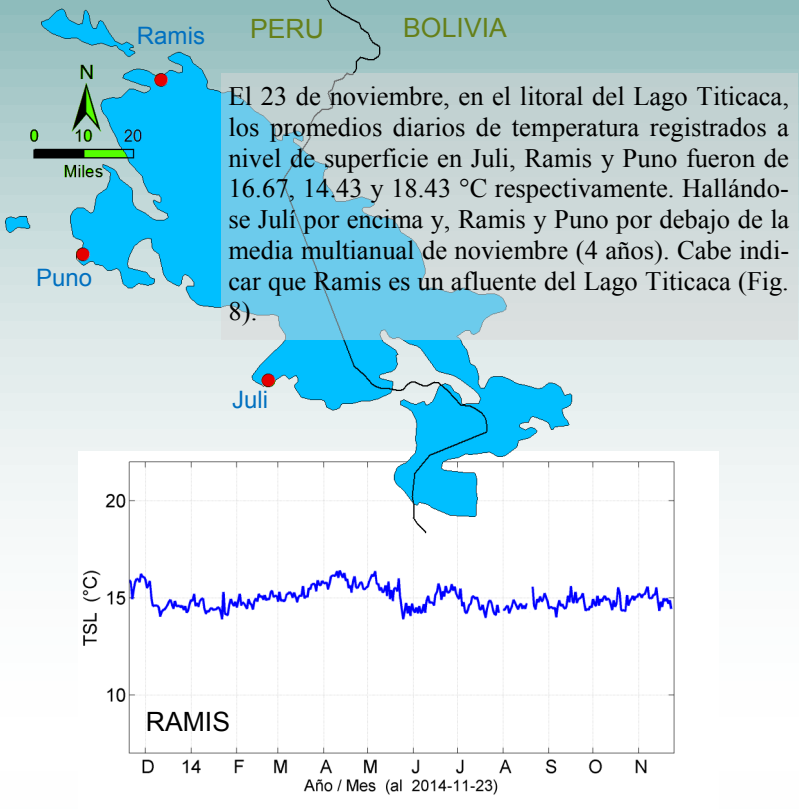 PERU BOLIVIA
Ramis
N
0 10 20
Miles
El 23 de noviembre, en el litoral del Lago Titicaca,
los promedios diarios de temperatura registrados a
nivel de superficie en Juli, Ramis y Puno fueron de
16.67, 14.43 y 18.43 °C respectivamente. Hallándo-
se Julí por encima y, Ramis y Puno por debajo de la
media multianual de noviembre (4 años). Cabe indi-
car que Ramis es un afluente del Lago Titicaca (Fig.
8).
Puno
Juli
20
15
10
TSL (°C)
RAMIS
D 14 F M A M J J A S O N
Año / Mes (al 2014-11-23)